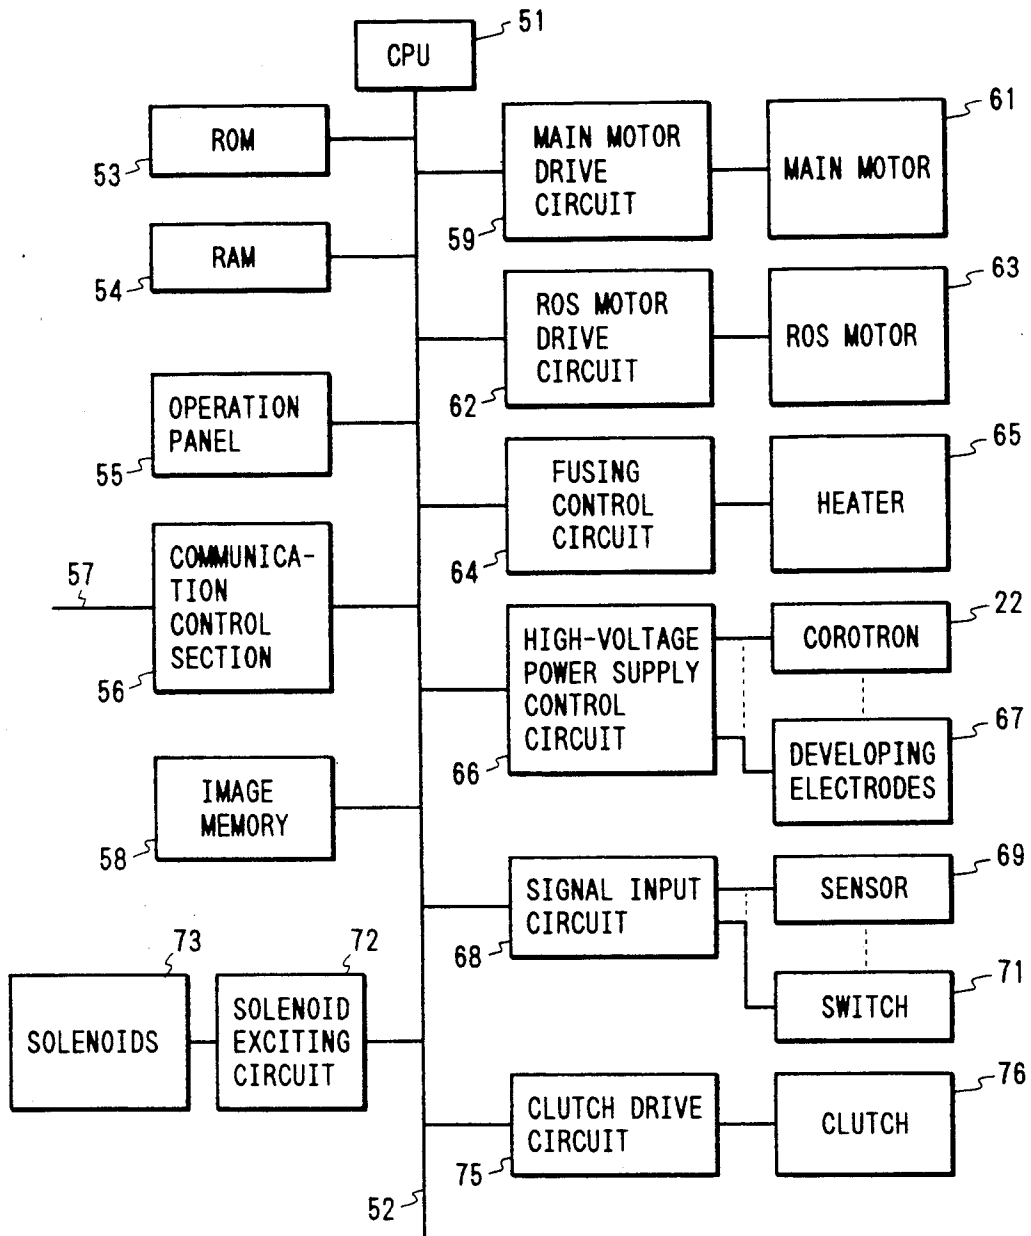 51
CPU
ROM
53
MAIN MOTOR
DRIVE
CIRCUIT
59
61
MAIN MOTOR
RAM
54
ROS MOTOR
DRIVE
CIRCUIT
62
63
ROS MOTOR
OPERATION
PANEL
55
FUSING
CONTROL
CIRCUIT
64
65
HEATER
57
COMMUNICA-
TION
CONTROL
SECTION
56
HIGH-VOLTAGE
POWER SUPPLY
CONTROL
CIRCUIT
66
22
COROTRON
67
DEVELOPING
ELECTRODES
IMAGE
MEMORY
58
SIGNAL INPUT
CIRCUIT
68
69
SENSOR
71
SWITCH
73
SOLENOIDS
72
SOLENOID
EXCITING
CIRCUIT
CLUTCH DRIVE
CIRCUIT
75
76
CLUTCH
52